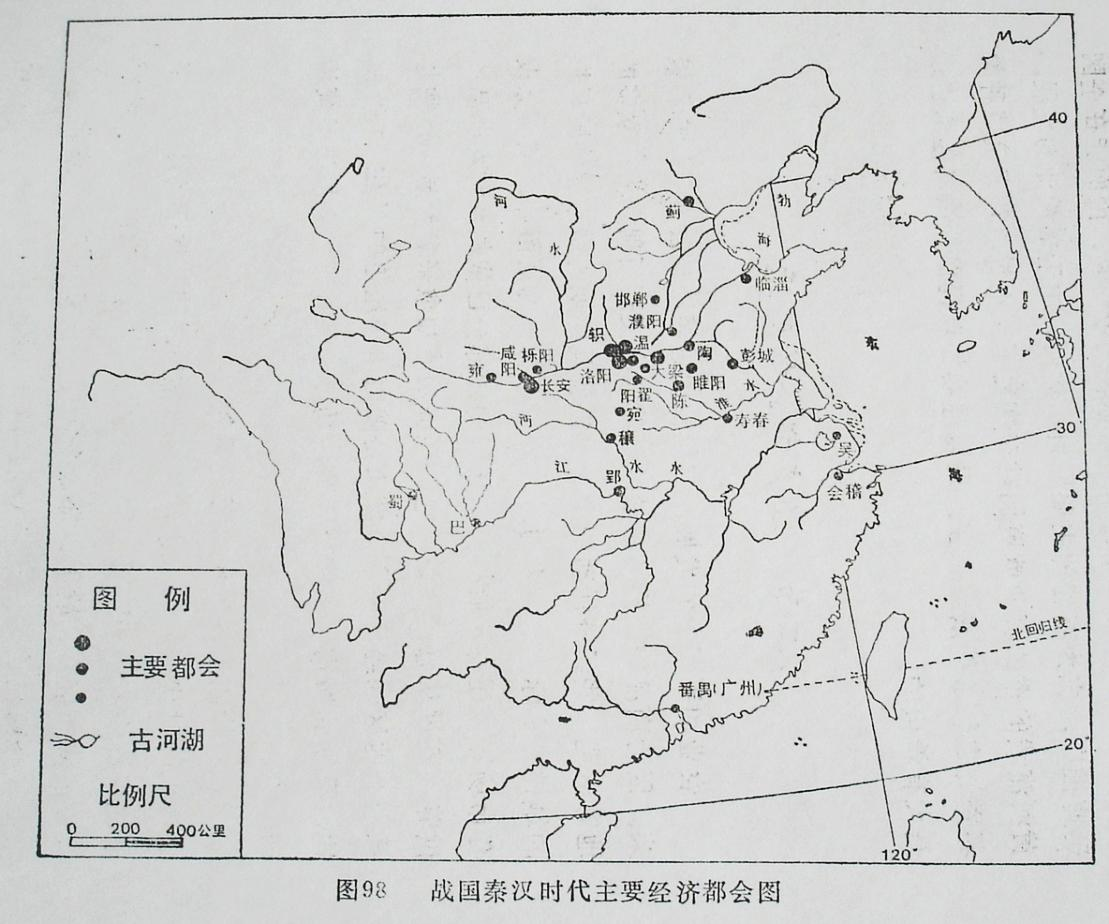 40
河
勃
蓟
海
水
临淄
邯郸
濮阳
东
轵
温
陶
彭城
咸阳
栎阳
雍
洛阳
大梁
睢阳
水
长安
阳翟
陈
淮
宛
寿春
河
穰
30
吴
江
水
水
郢
会稽
海
蜀
巴
图 例
主要都会
古河湖
比例尺
0 200 400公里
北回归线
番禺(广州)
20°
120°
图98 战国秦汉时代主要经济都会图